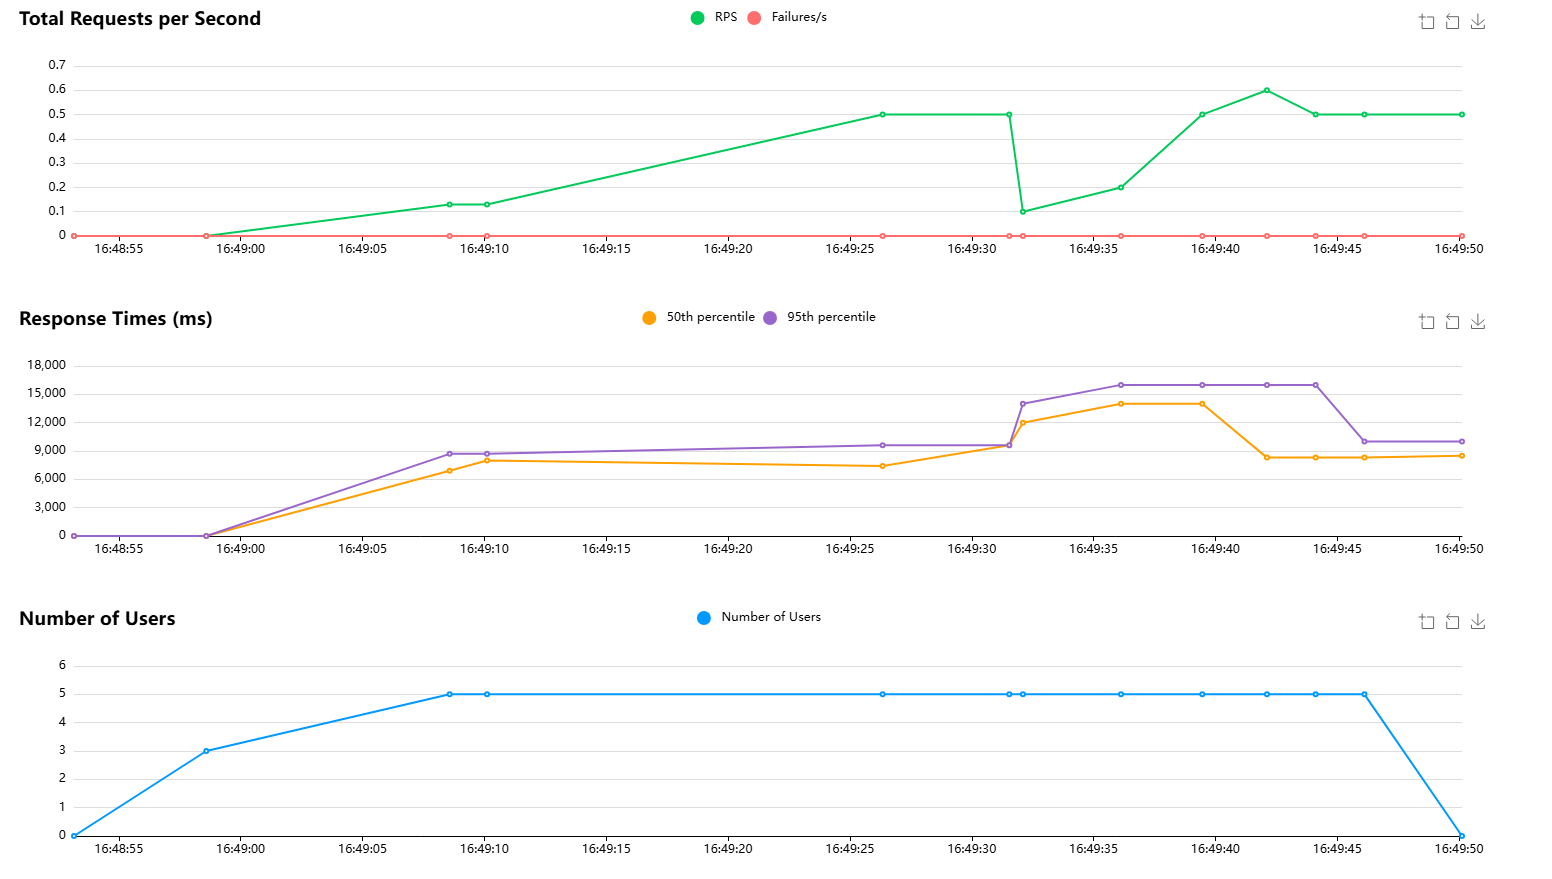 Total Requests per Second
RPS Failures/s
0.7
0.6
0.5
0.4
0.3
0.2
0.1
0
16:48:55 16:49:00 16:49:05 16:49:10 16:49:15 16:49:20 16:49:25 16:49:30 16:49:35 16:49:40 16:49:45 16:49:50
Response Times (ms)
50th percentile 95th percentile
18,000
15,000
12,000
9,000
6,000
3,000
0
16:48:55 16:49:00 16:49:05 16:49:10 16:49:15 16:49:20 16:49:25 16:49:30 16:49:35 16:49:40 16:49:45 16:49:50
Number of Users
Number of Users
6
5
4
3
2
1
0
16:48:55 16:49:00 16:49:05 16:49:10 16:49:15 16:49:20 16:49:25 16:49:30 16:49:35 16:49:40 16:49:45 16:49:50